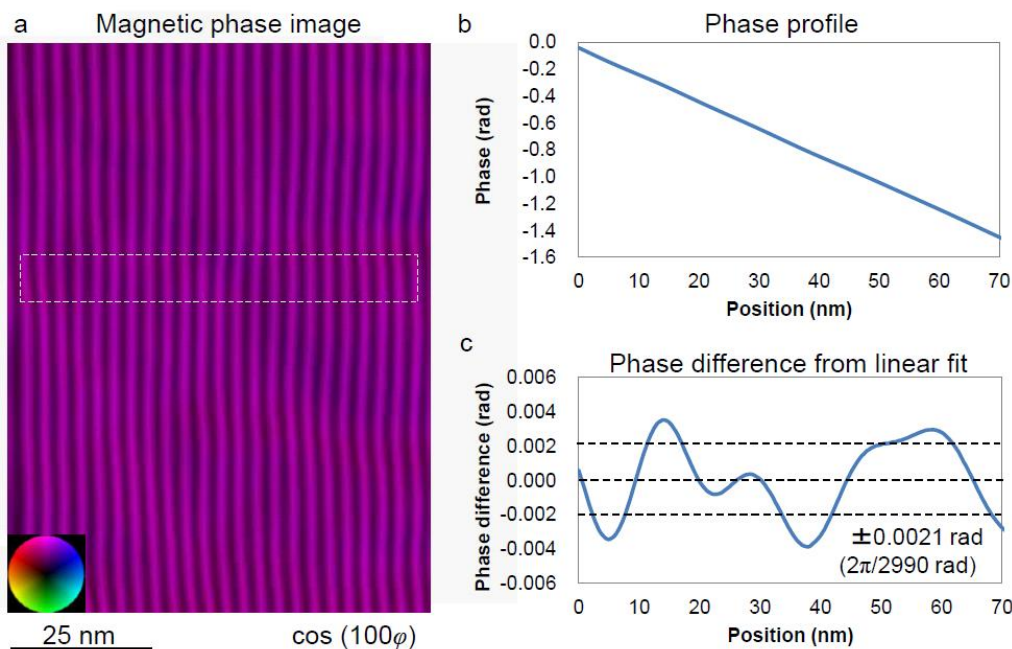 a
Magnetic phase image
25 nm
cos (100φ)
b
Phase profile
Phase (rad)
0.0
-0.2
-0.4
-0.6
-0.8
-1.0
-1.2
-1.4
-1.6
0 10 20 30 40 50 60 70
Position (nm)
c
Phase difference from linear fit
Phase difference (rad)
0.006
0.004
0.002
0.000
-0.002
-0.004
-0.006
±0.0021 rad
(2π/2990 rad)
0 10 20 30 40 50 60 70
Position (nm)